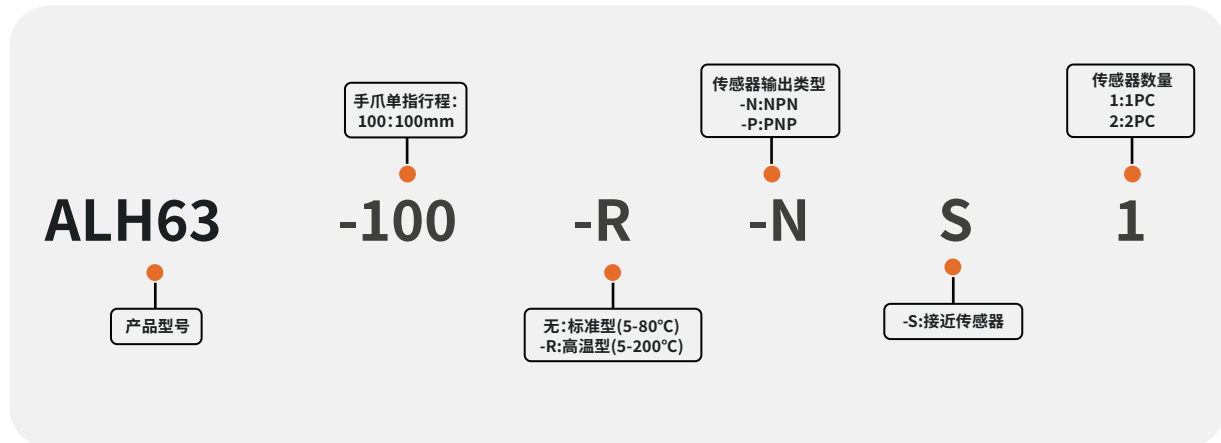 手爪单指行程：
100：100mm
传感器输出类型
-N:NPN
-P:PNP
传感器数量
1:1PC
2:2PC
ALH63 -100 -R -N S 1
产品型号
无：标准型(5-80℃)
-R:高温型(5-200℃)
-S:接近传感器